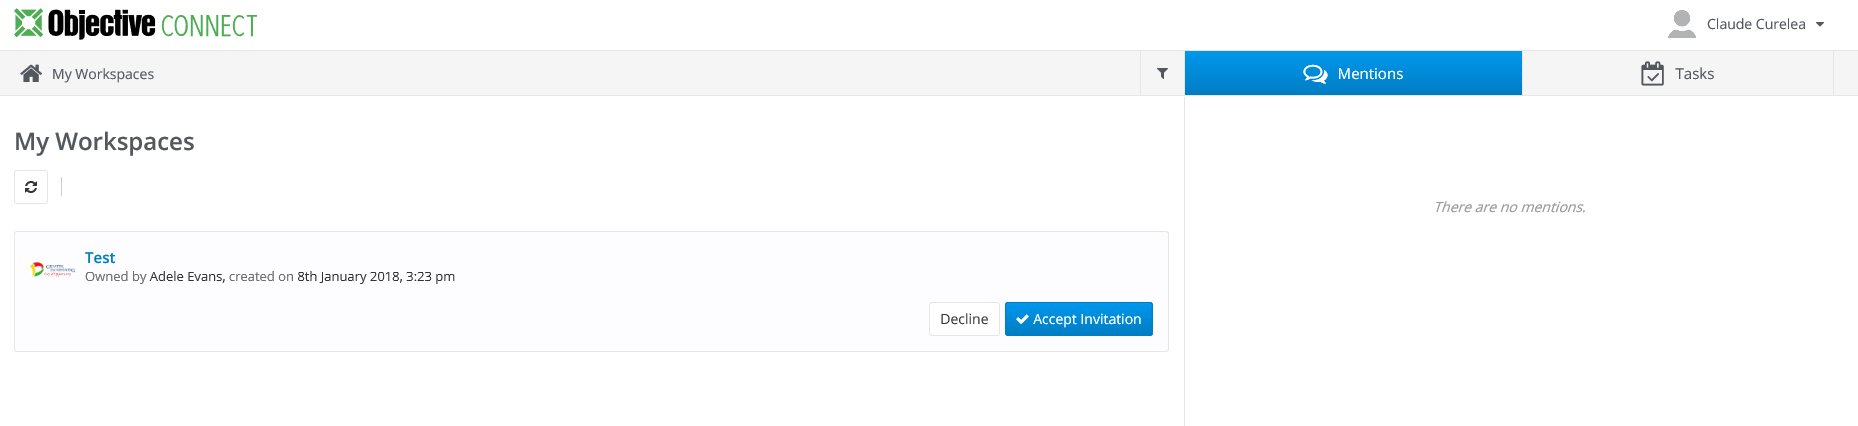 Objective CONNECT
Claude Curelea
My Workspaces
Mentions
Tasks
My Workspaces
There are no mentions.
Test
Owned by Adele Evans, created on 8th January 2018, 3:23 pm
Decline
Accept Invitation